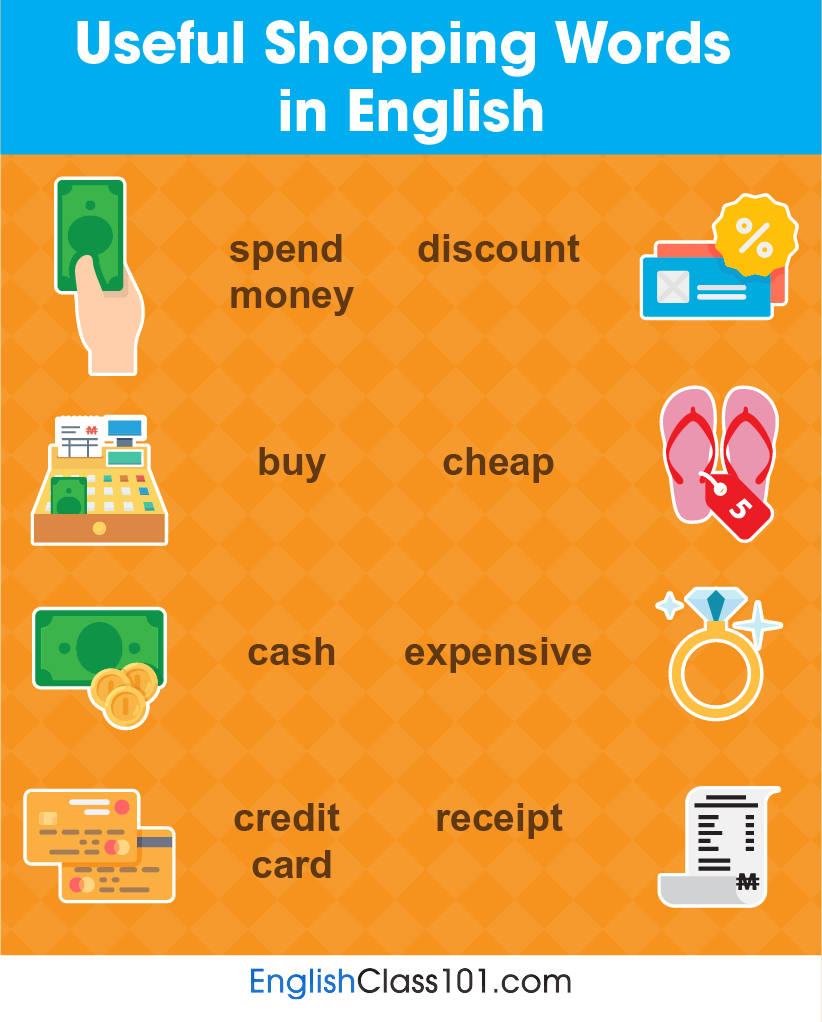 Useful Shopping Words
in English
spend
money
discount
%
buy
cheap
5
cash
expensive
credit
card
receipt
EnglishClass101.com